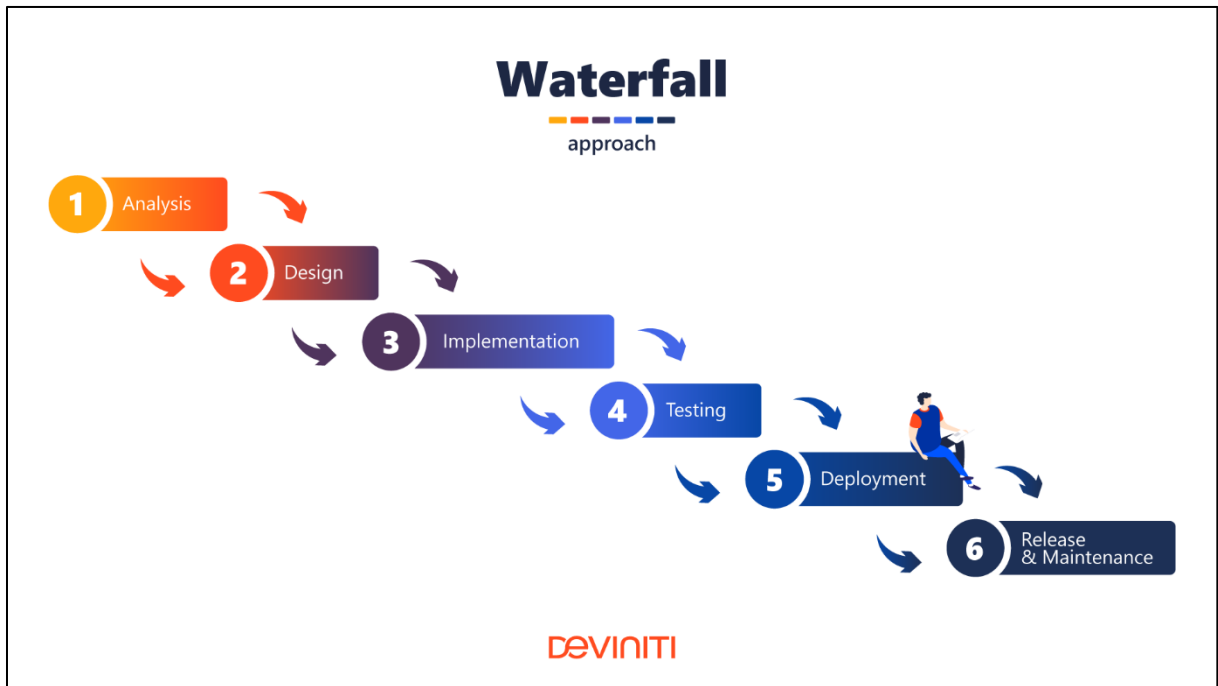 Waterfall
approach
1 Analysis
2 Design
3 Implementation
4 Testing
5 Deployment
6 Release
& Maintenance
DEVINITI